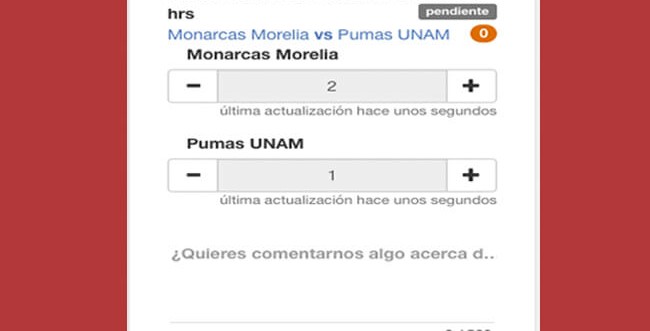 hrs pendiente
Monarcas Morelia vs Pumas UNAM 0
Monarcas Morelia
− 2 +
última actualización hace unos segundos
Pumas UNAM
− 1 +
última actualización hace unos segundos
¿Quieres comentarnos algo acerca d..